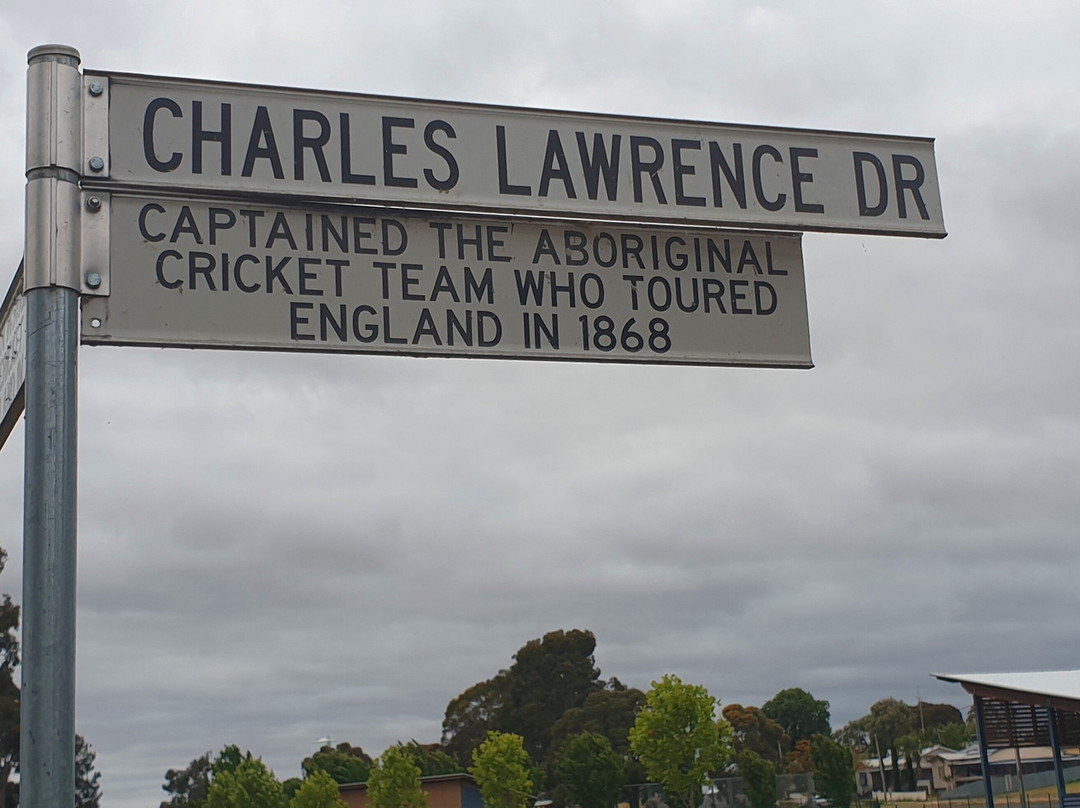 CHARLES LAWRENCE DR
CAPTAINED THE ABORIGINAL
CRICKET TEAM WHO TOURED
ENGLAND IN 1868